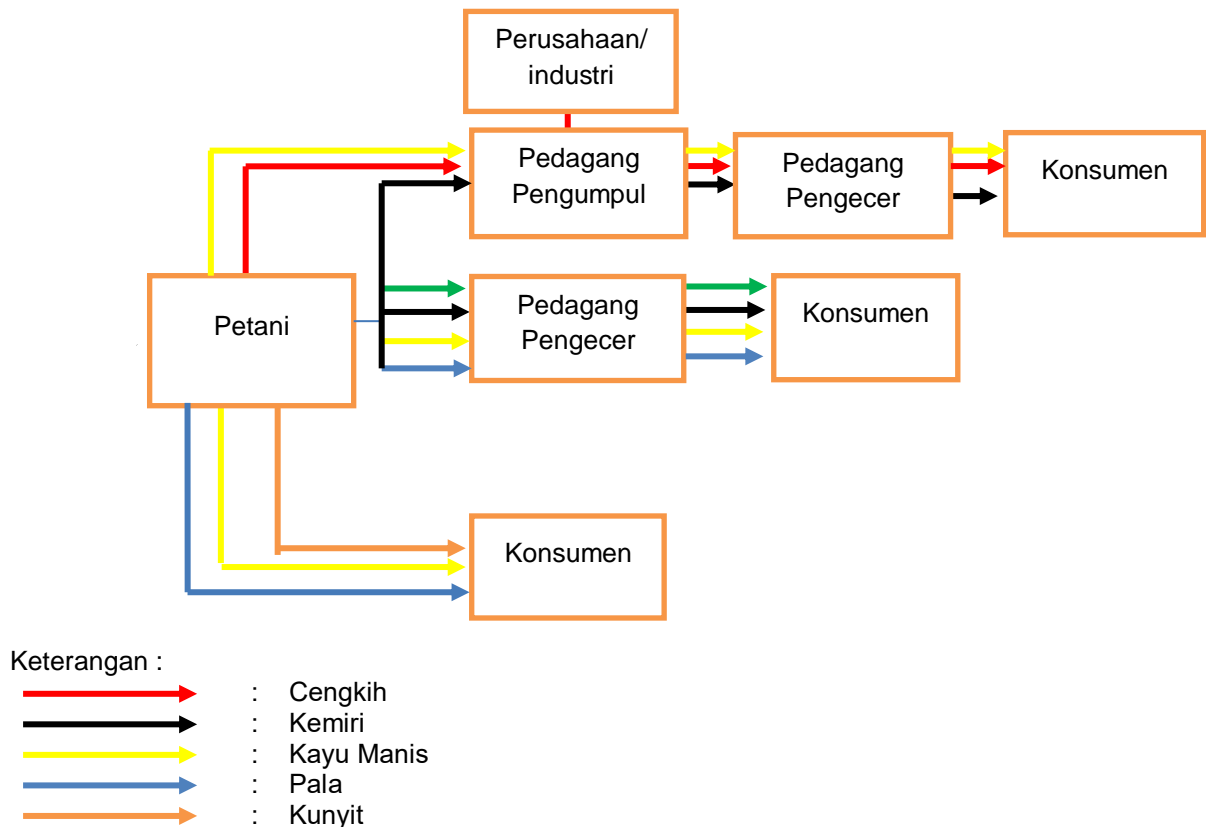 Perusahaan/
industri
Pedagang
Pengumpul
Pedagang
Pengecer
Konsumen
Petani
Pedagang
Pengecer
Konsumen
Konsumen
Keterangan :
: Cengkih
: Kemiri
: Kayu Manis
: Pala
: Kunyit